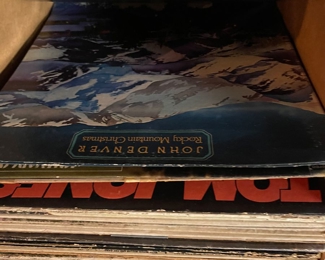 JOHN DENVER
Rocky Mountain Christmas
TOM JONES